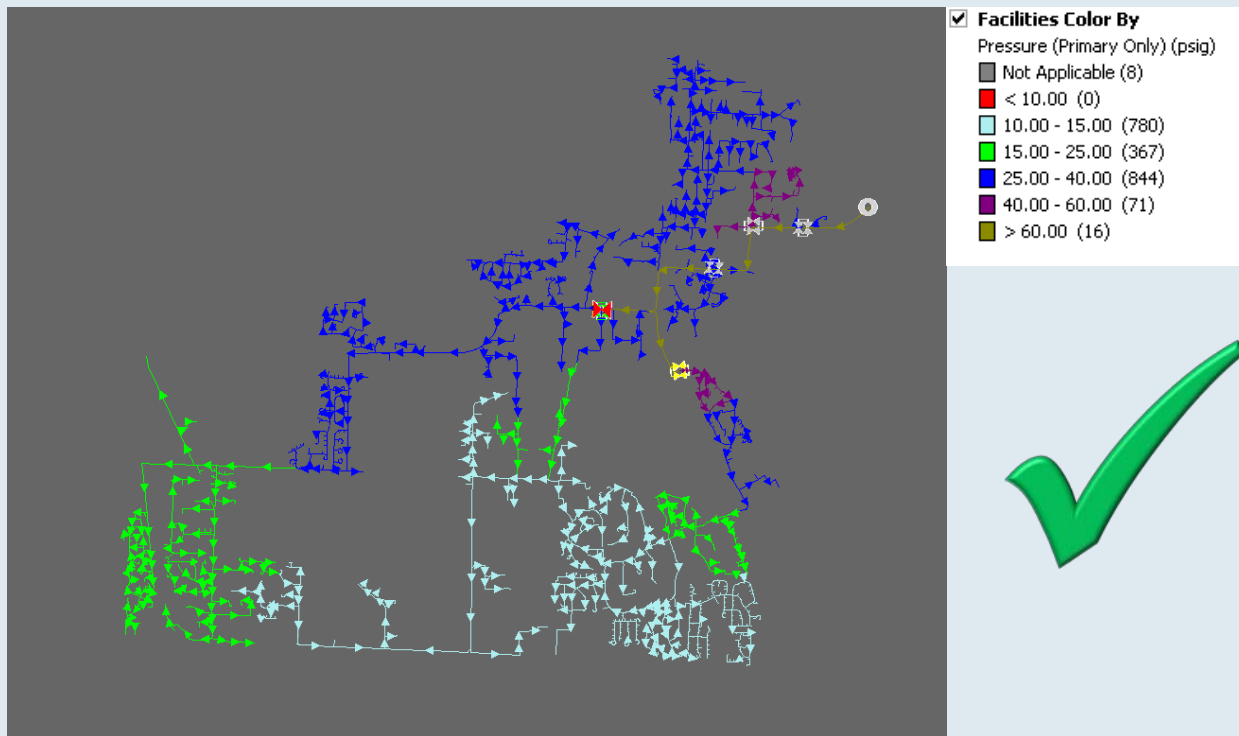 Facilities Color By
Pressure (Primary Only) (psig)
Not Applicable (8)
< 10.00 (0)
10.00 - 15.00 (780)
15.00 - 25.00 (367)
25.00 - 40.00 (844)
40.00 - 60.00 (71)
> 60.00 (16)